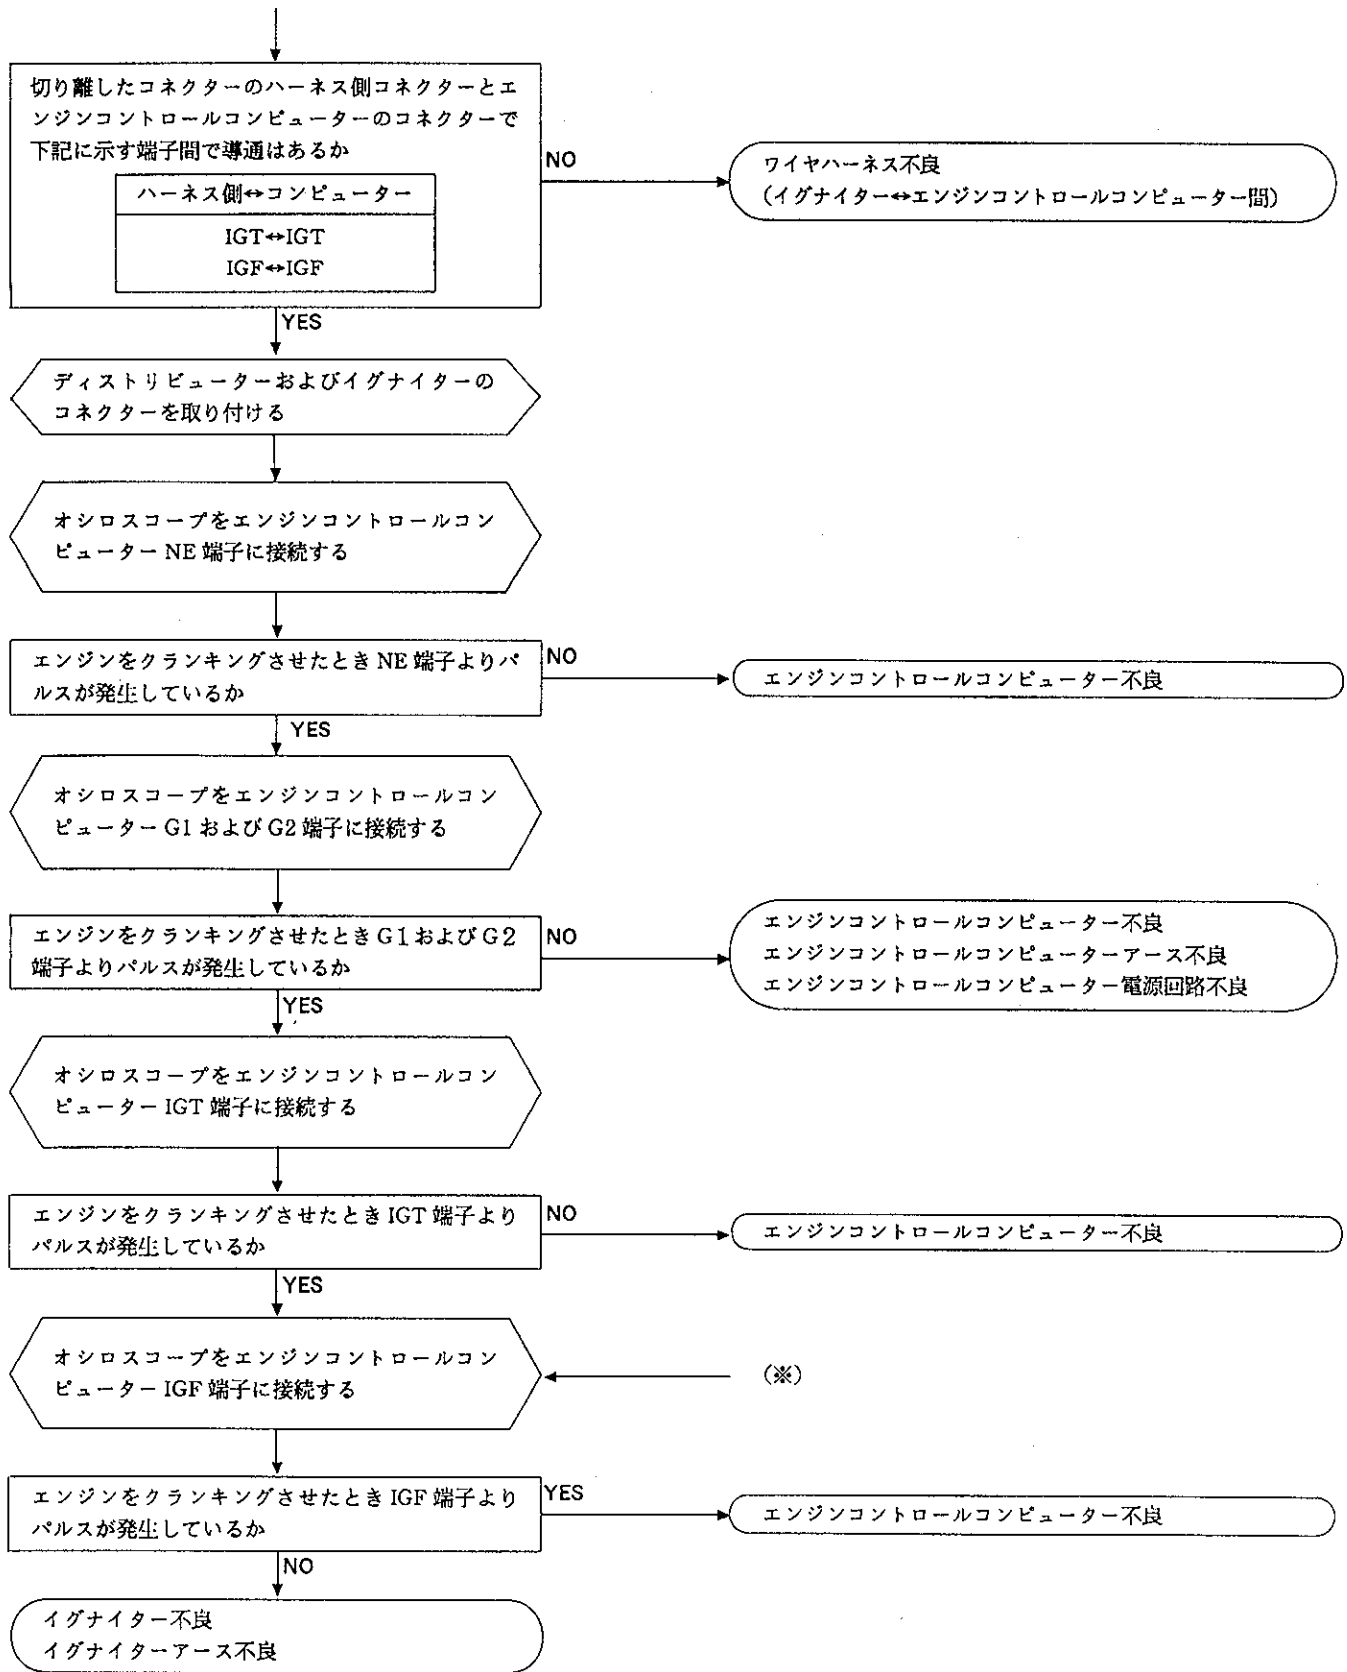 切り離したコネクターのハーネス側コネクターとエ
ンジンコントロールコンピューターのコネクターで
下記に示す端子間で導通はあるか
ハーネス側↔コンピューター
IGT↔IGT
IGF↔IGF
NO
ワイヤハーネス不良
(イグナイター↔エンジンコントロールコンピューター間)
YES
ディストリビューターおよびイグナイターの
コネクターを取り付ける
オシロスコープをエンジンコントロールコン
ピューター NE 端子に接続する
エンジンをクランキングさせたとき NE 端子よりパ
ルスが発生しているか
NO
エンジンコントロールコンピューター不良
YES
オシロスコープをエンジンコントロールコン
ピューター G1 および G2 端子に接続する
エンジンをクランキングさせたとき G1 および G2
端子よりパルスが発生しているか
NO
エンジンコントロールコンピューター不良
エンジンコントロールコンピューターアース不良
エンジンコントロールコンピューター電源回路不良
YES
オシロスコープをエンジンコントロールコン
ピューター IGT 端子に接続する
エンジンをクランキングさせたとき IGT 端子より
パルスが発生しているか
NO
エンジンコントロールコンピューター不良
YES
オシロスコープをエンジンコントロールコン
ピューター IGF 端子に接続する
(※)
エンジンをクランキングさせたとき IGF 端子より
パルスが発生しているか
YES
エンジンコントロールコンピューター不良
NO
イグナイター不良
イグナイターアース不良